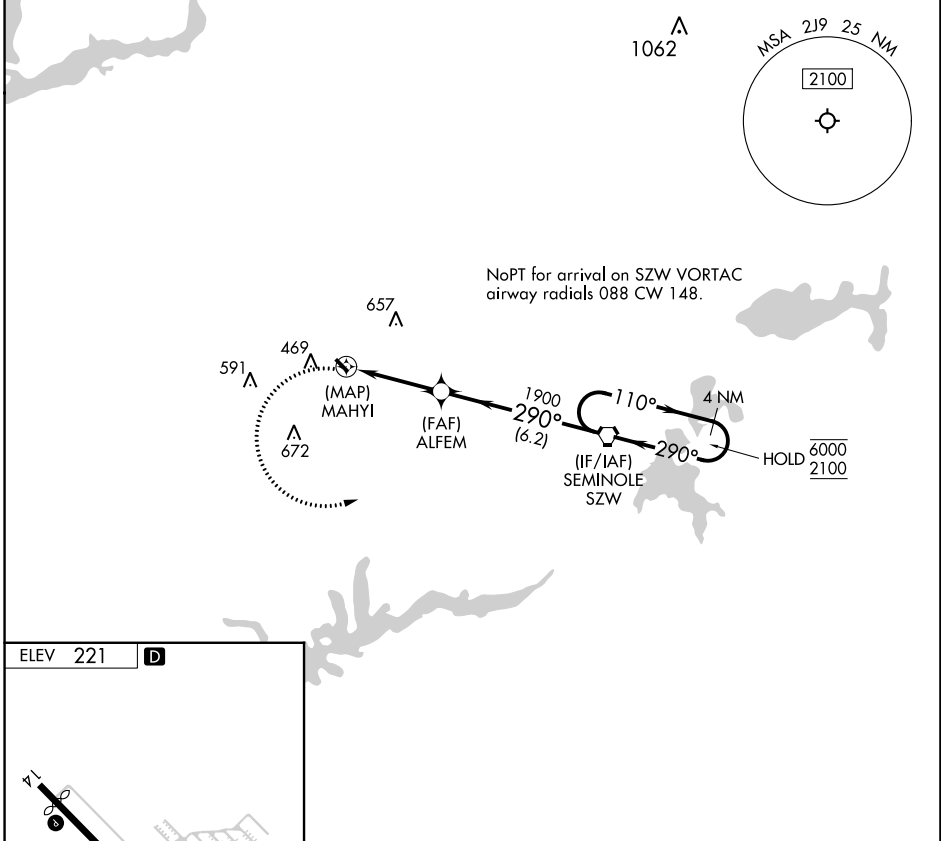 1062
MSA 2J9 25 NM
2100
NoPT for arrival on SZW VORTAC
airway radials 088 CW 148.
657
591
469
(MAP)
MAHYI
672
(FAF)
ALFEM
1900
290°
(6.2)
110°
4 NM
290°
HOLD 6000
2100
(IF/IAF)
SEMINOLE
SZW
ELEV 221 D
14
P